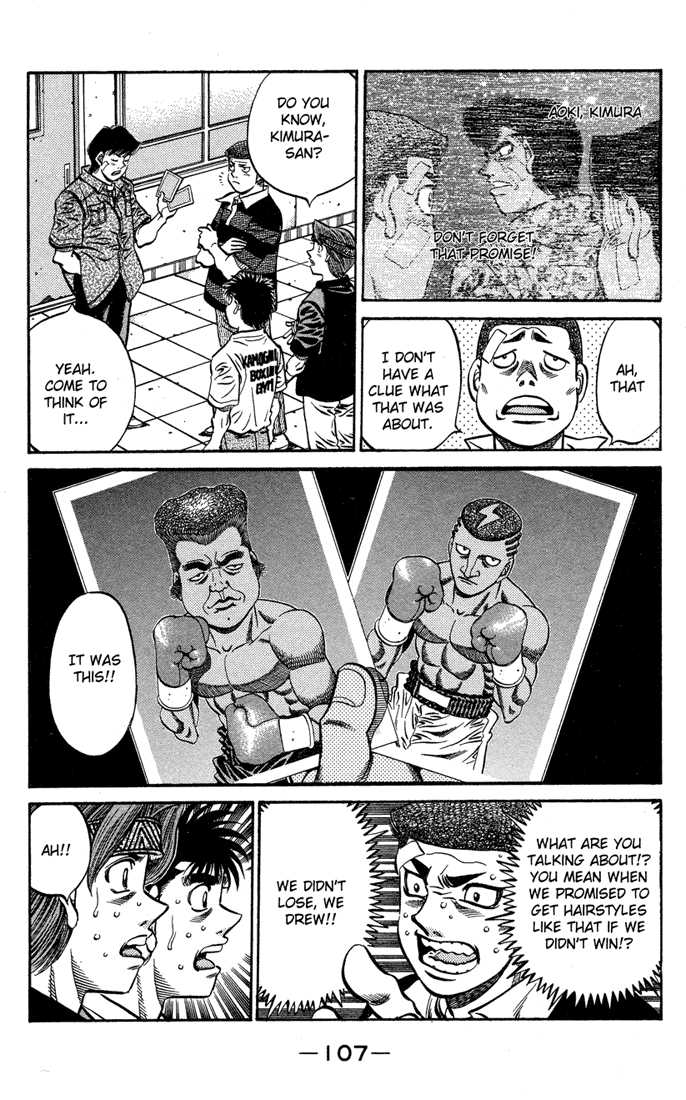 AOKI, KIMURA
DON'T FORGET
THAT PROMISE!
DO YOU
KNOW,
KIMURA-
SAN?
KAMOGAWA
BOXING
GYM
YEAH.
COME TO
THINK OF
IT...
AH,
THAT
I DON'T
HAVE A
CLUE WHAT
THAT WAS
ABOUT.
IT WAS
THIS!!
WHAT ARE YOU
TALKING ABOUT!?
YOU MEAN WHEN
WE PROMISED TO
GET HAIRSTYLES
LIKE THAT IF WE
DIDN'T WIN!?
WE DIDN'T
LOSE, WE
DREW!!
AH!!
—107—